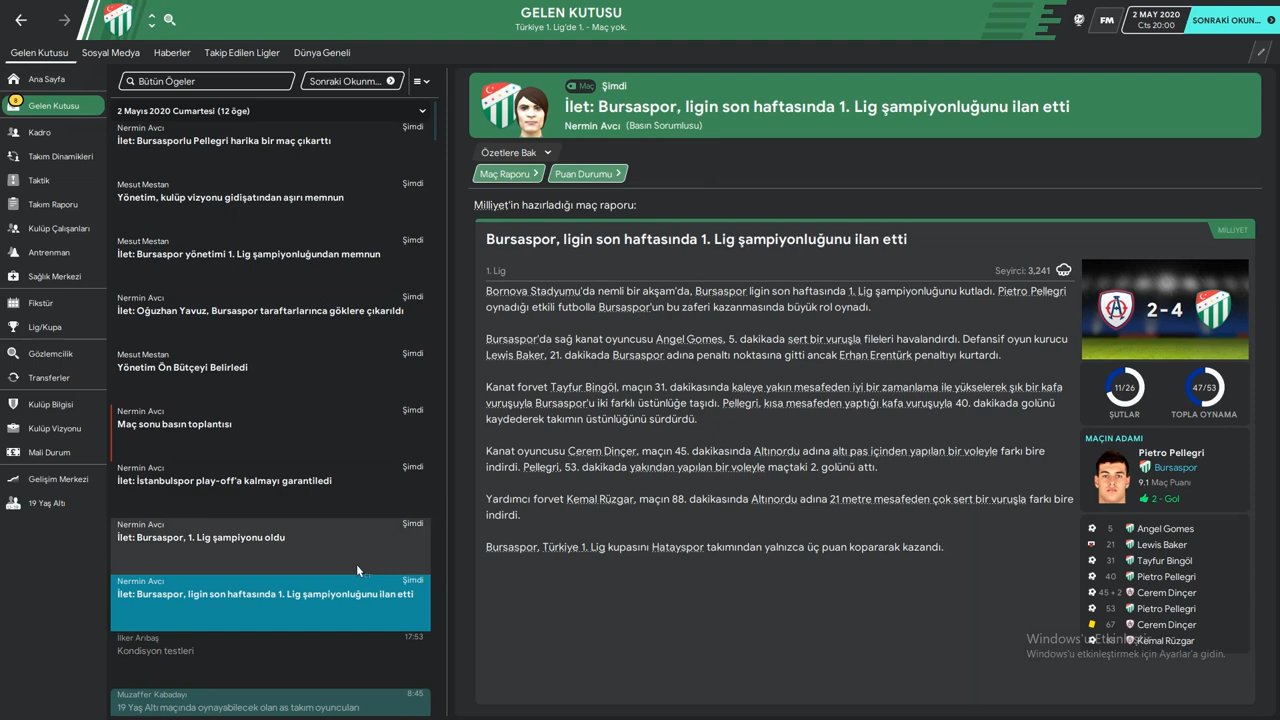 GELEN KUTUSU
Türkiye 1. Lig'de 1. - Maç yok.
FM
2 MAY 2020
Cts 20:00
SONRAKİ OKUN...
Gelen Kutusu
Sosyal Medya
Haberler
Takip Edilen Ligler
Dünya Geneli
Ana Sayfa
8
Gelen Kutusu
Kadro
Takım Dinamikleri
Taktik
Takım Raporu
Kulüp Çalışanları
Antrenman
Sağlık Merkezi
Fikstür
Lig/Kupa
Gözlemcilik
Transferler
Kulüp Bilgisi
Kulüp Vizyonu
Mali Durum
Gelişim Merkezi
19 Yaş Altı
Bütün Ögeler
Sonraki Okunm...
2 Mayıs 2020 Cumartesi (12 öge)
Nermin Avcı Şimdi
İlet: Bursasporlu Pellegri harika bir maç çıkarttı
Mesut Mestan Şimdi
Yönetim, kulüp vizyonu gidişatından aşırı memnun
Mesut Mestan Şimdi
İlet: Bursaspor yönetimi 1. Lig şampiyonluğundan memnun
Nermin Avcı Şimdi
İlet: Oğuzhan Yavuz, Bursaspor taraftarlarınca göklere çıkarıldı
Mesut Mestan Şimdi
Yönetim Ön Bütçeyi Belirledi
Nermin Avcı Şimdi
Maç sonu basın toplantısı
Nermin Avcı Şimdi
İlet: İstanbulspor play-off'a kalmayı garantiledi
Nermin Avcı Şimdi
İlet: Bursaspor, 1. Lig şampiyonu oldu
Nermin Avcı Şimdi
İlet: Bursaspor, ligin son haftasında 1. Lig şampiyonluğunu ilan etti
İlker Arıbaş 17:53
Kondisyon testleri
Muzaffer Kabadayı 8:45
19 Yaş Altı maçında oynayabilecek olan as takım oyuncuları
Maç Şimdi
İlet: Bursaspor, ligin son haftasında 1. Lig şampiyonluğunu ilan etti
Nermin Avcı (Basın Sorumlusu)
Özetlere Bak
Maç Raporu
Puan Durumu
Milliyet'in hazırladığı maç raporu:
MİLLİYET
Bursaspor, ligin son haftasında 1. Lig şampiyonluğunu ilan etti
1. Lig
Seyirci: 3,241
Bornova Stadyumu'da nemli bir akşam'da, Bursaspor ligin son haftasında 1. Lig şampiyonluğunu kutladı. Pietro Pellegri
oynadığı etkili futbolla Bursaspor'un bu zaferi kazanmasında büyük rol oynadı.
Bursaspor'da sağ kanat oyuncusu Angel Gomes, 5. dakikada sert bir vuruşla fileleri havalandırdı. Defansif oyun kurucu
Lewis Baker, 21. dakikada Bursaspor adına penaltı noktasına gitti ancak Erhan Erentürk penaltıyı kurtardı.
Kanat forvet Tayfur Bingöl, maçın 31. dakikasında kaleye yakın mesafeden iyi bir zamanlama ile yükselerek şık bir kafa
vuruşuyla Bursaspor'u iki farklı üstünlüğe taşıdı. Pellegri, kısa mesafeden yaptığı kafa vuruşuyla 40. dakikada golünü
kaydederek takımın üstünlüğünü sürdürdü.
Kanat oyuncusu Cerem Dinçer, maçın 45. dakikasında Altınordu adına altı pas içinden yapılan bir voleyle farkı bire
indirdi. Pellegri, 53. dakikada yakından yapılan bir voleyle maçtaki 2. golünü attı.
Yardımcı forvet Kemal Rüzgar, maçın 88. dakikasında Altınordu adına 21 metre mesafeden çok sert bir vuruşla farkı bire
indirdi.
Bursaspor, Türkiye 1. Lig kupasını Hatayspor takımından yalnızca üç puan kopararak kazandı.
2-4
11/26
ŞUTLAR
47/53
TOPLA OYNAMA
MAÇIN ADAMI
Pietro Pellegri
Bursaspor
9.1 Maç Puanı
2 - Gol
5 Angel Gomes
21 Lewis Baker
31 Tayfur Bingöl
40 Pietro Pellegri
45 + 2 Cerem Dinçer
53 Pietro Pellegri
67 Cerem Dinçer
Kemal Rüzgar
Windows'u Etkinleştir
Windows'u etkinleştirmek için Ayarlar'a gidin.